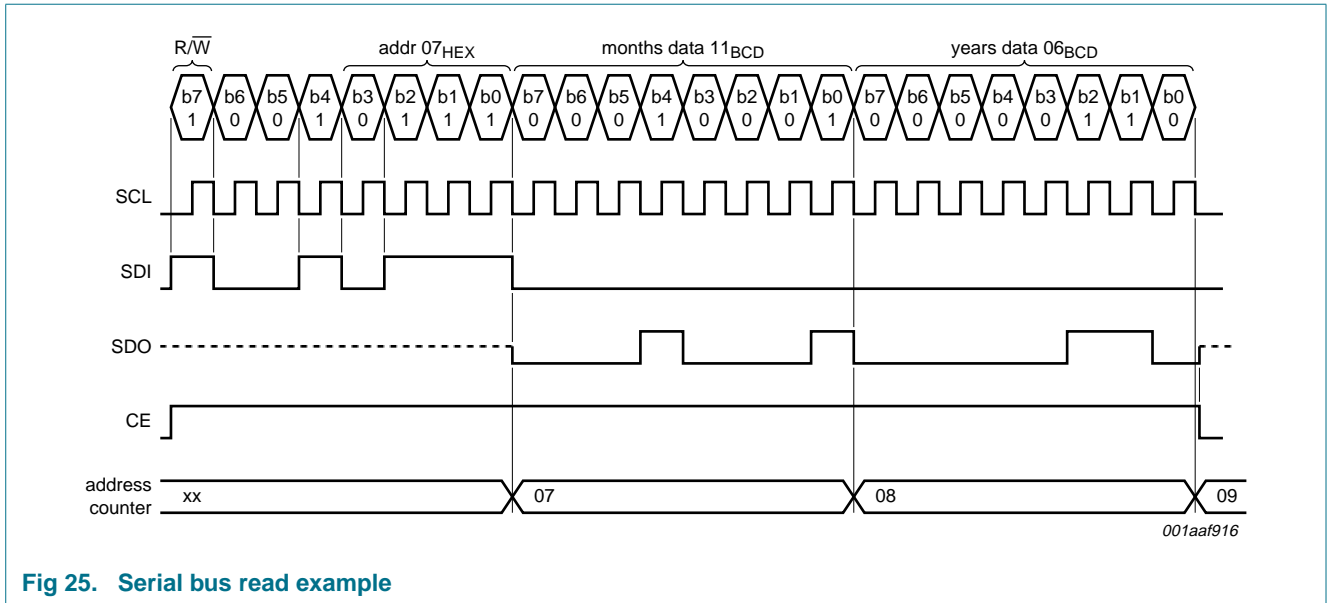 R/W̅ addr 07HEX months data 11BCD years data 06BCD
b7 b6 b5 b4 b3 b2 b1 b0 b7 b6 b5 b4 b3 b2 b1 b0 b7 b6 b5 b4 b3 b2 b1 b0
1 0 0 1 0 1 1 1 0 0 0 1 0 0 0 1 0 0 0 0 0 1 1 0
SCL
SDI
SDO
CE
address
counter
xx 07 08 09
001aaf916
Fig 25. Serial bus read example